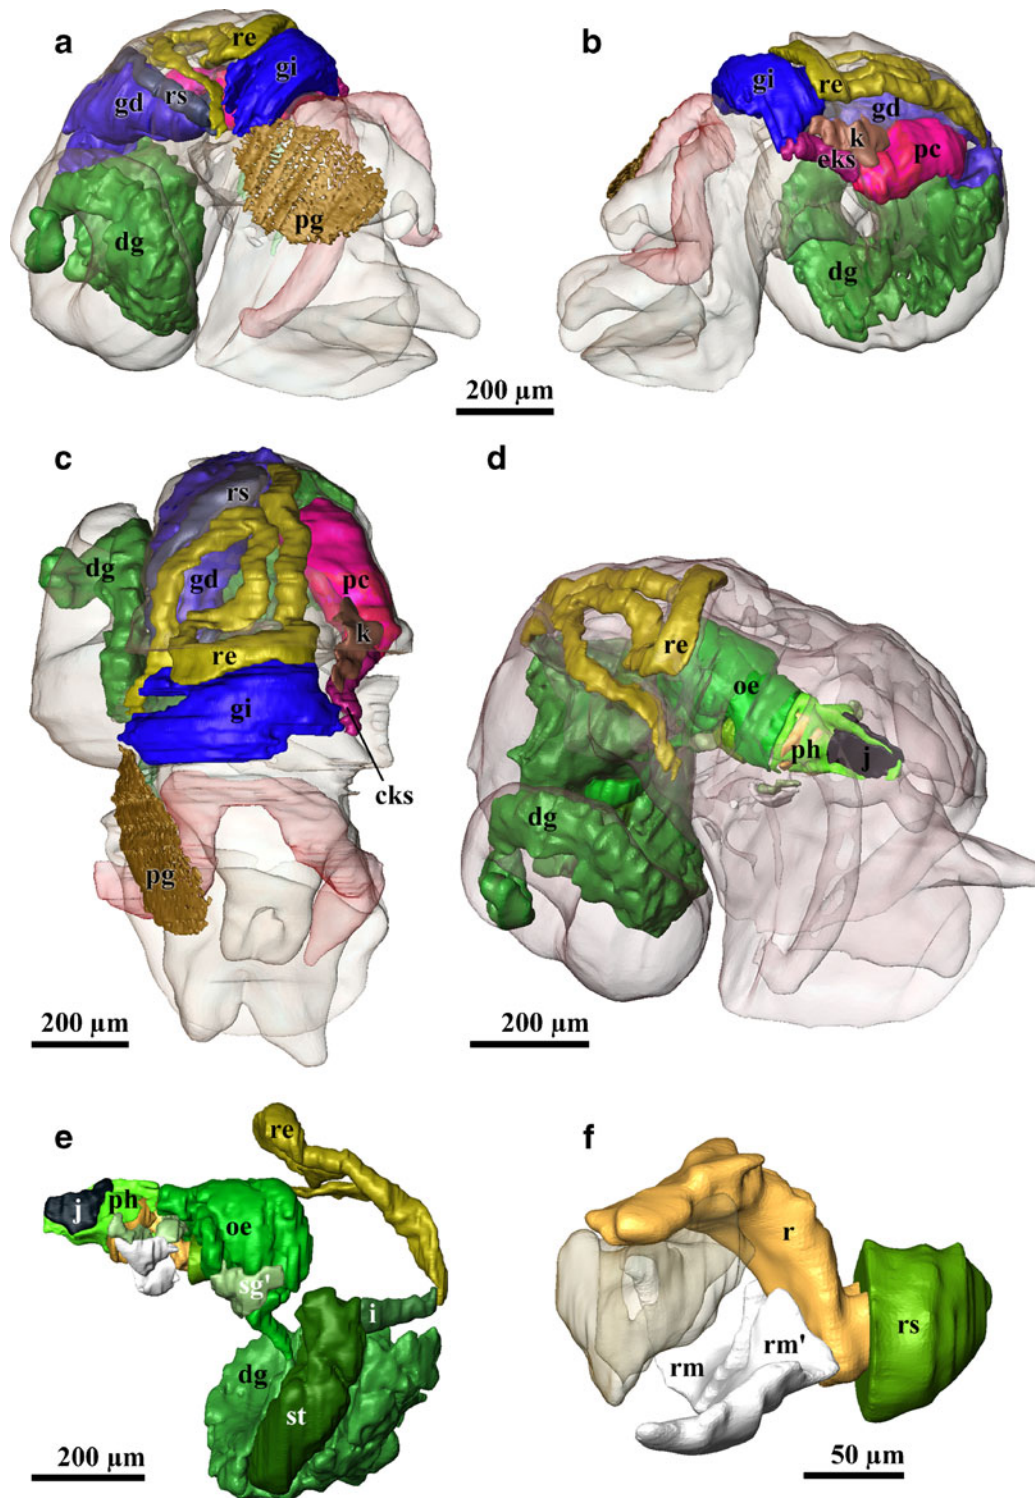 a
re
gi
gd
rs
dg
pg
b
gi
re
gd
k
eks
pc
dg
200 µm
c
rs
dg
gd
pc
k
re
gi
cks
pg
200 µm
d
re
oe
ph
j
dg
200 µm
e
re
j
ph
oe
sg'
i
dg
st
200 µm
f
r
rs
rm
rm'
50 µm